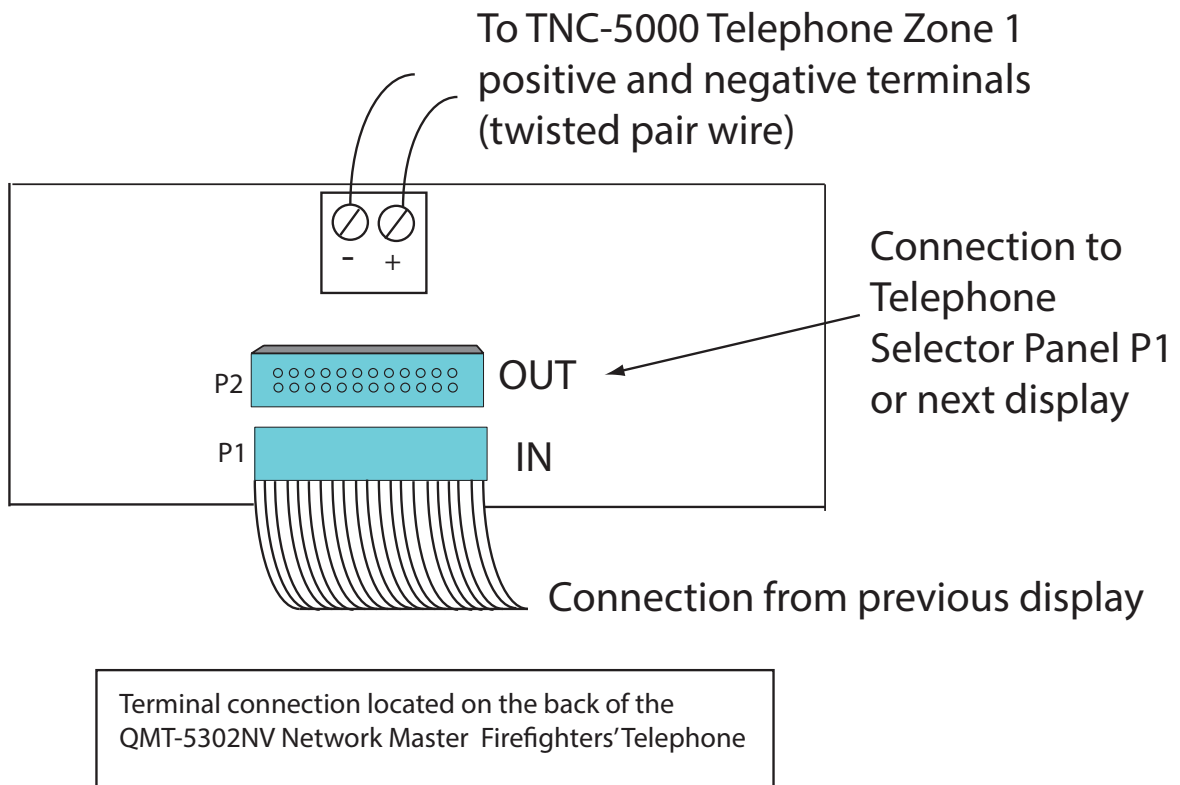 To TNC-5000 Telephone Zone 1
positive and negative terminals
(twisted pair wire)
- +
Connection to
Telephone
Selector Panel P1
or next display
P2 OUT
P1 IN
Connection from previous display
Terminal connection located on the back of the
QMT-5302NV Network Master Firefighters' Telephone